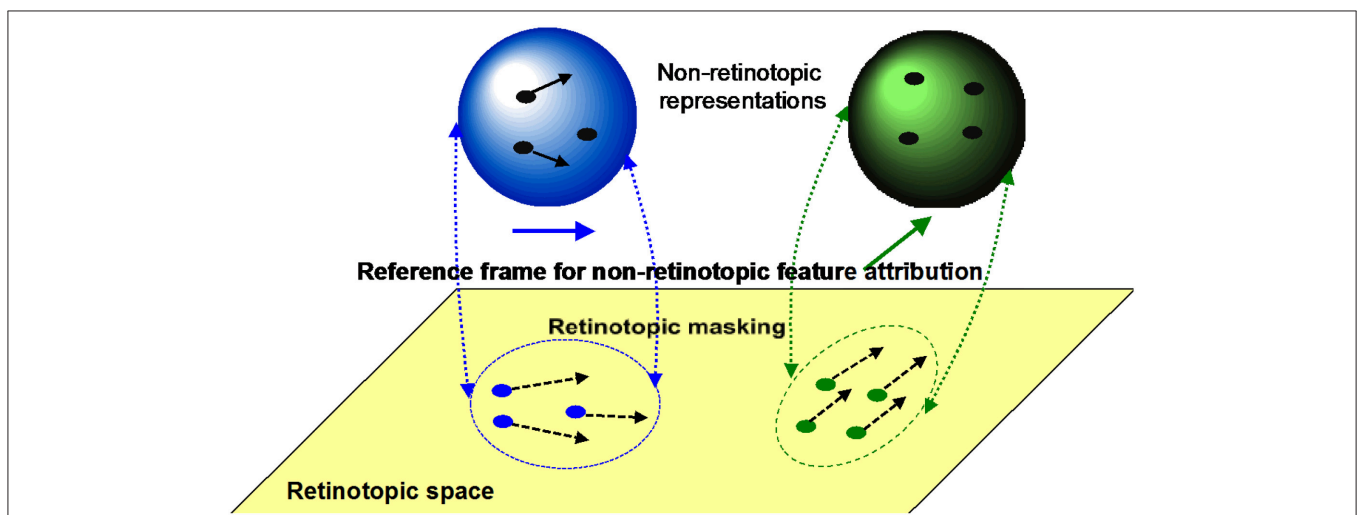 Non-retinotopic
representations
Reference frame for non-retinotopic feature attribution
Retinotopic masking
Retinotopic space